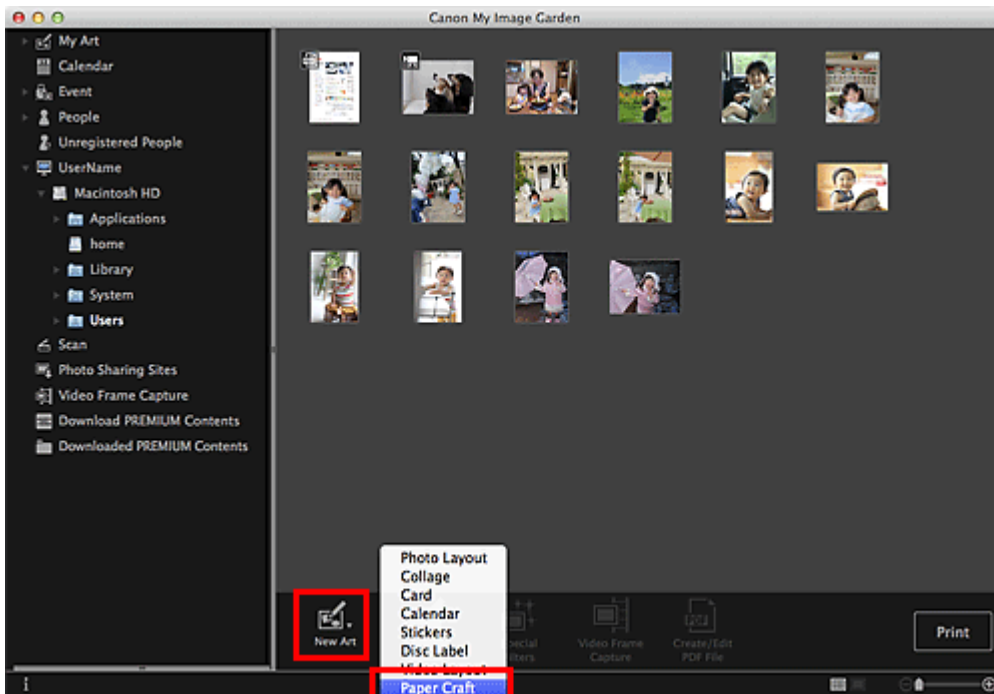 Canon My Image Garden
My Art
Calendar
Event
People
Unregistered People
UserName
Macintosh HD
Applications
home
Library
System
Users
Scan
Photo Sharing Sites
Video Frame Capture
Download PREMIUM Contents
Downloaded PREMIUM Contents
Photo Layout
Collage
Card
Calendar
Stickers
Disc Label
Video Layout
Paper Craft
New Art
Video Frame
Capture
Create/Edit
PDF File
Print